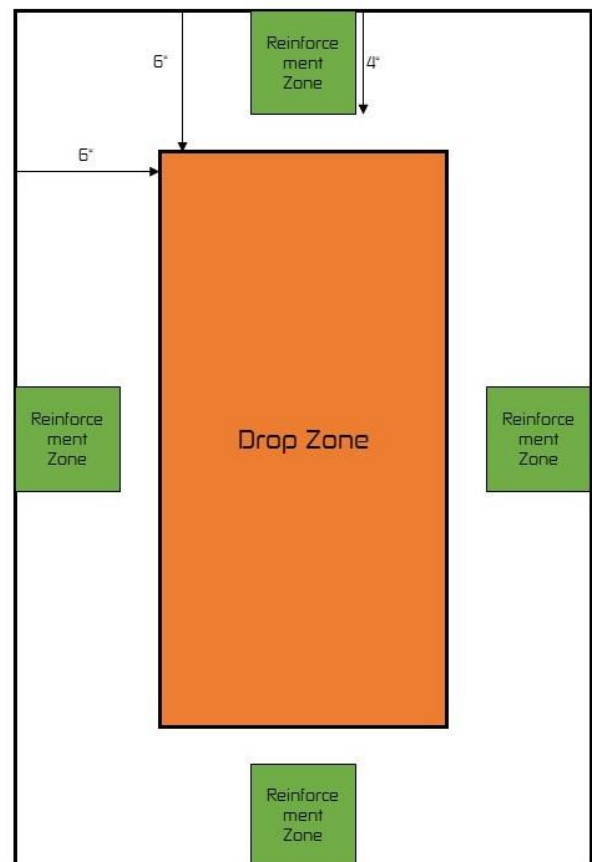 Reinforce
ment
Zone
6"
4"
6"
Reinforce
ment
Zone
Drop Zone
Reinforce
ment
Zone
Reinforce
ment
Zone